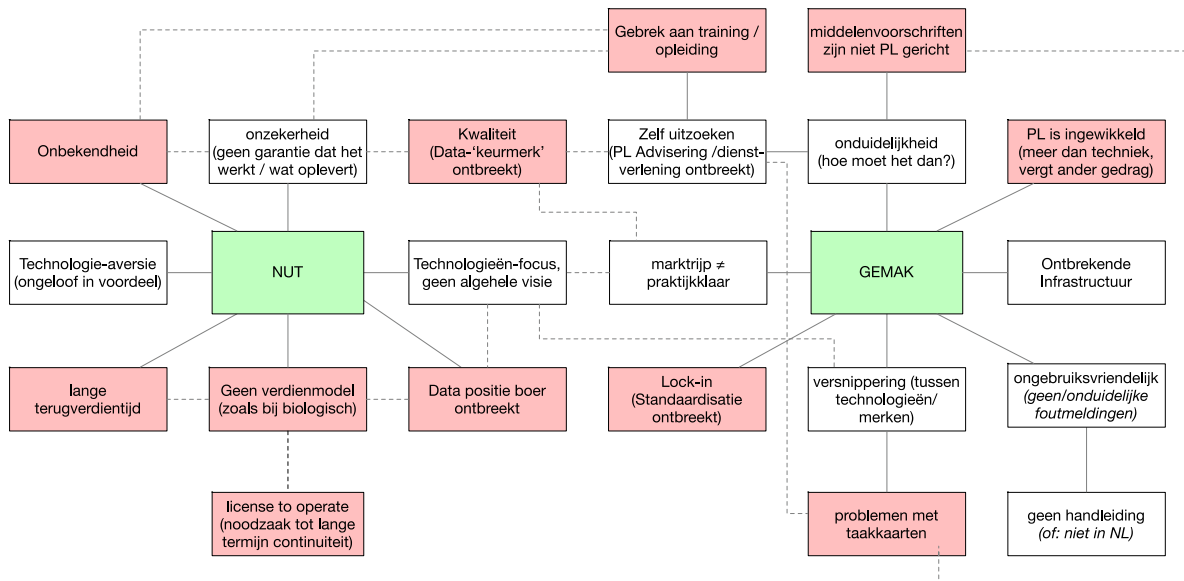 Gebrek aan training /
opleiding
middelenvoorschriften
zijn niet PL gericht
Onbekendheid
onzekerheid
(geen garantie dat het
werkt / wat oplevert)
Kwaliteit
(Data-‘keurmerk’
ontbreekt)
Zelf uitzoeken
(PL Advisering /dienst-
verlening ontbreekt)
onduidelijkheid
(hoe moet het dan?)
PL is ingewikkeld
(meer dan techniek,
vergt ander gedrag)
Technologie-aversie
(ongeloof in voordeel)
NUT
Technologieën-focus,
geen algehele visie
marktrijp ≠
praktijkklaar
GEMAK
Ontbrekende
Infrastructuur
lange
terugverdientijd
Geen verdienmodel
(zoals bij biologisch)
Data positie boer
ontbreekt
Lock-in
(Standaardisatie
ontbreekt)
versnippering (tussen
technologieën/
merken)
ongebruiksvriendelijk
(geen/onduidelijke
foutmeldingen)
license to operate
(noodzaak tot lange
termijn continuiteit)
problemen met
taakkaarten
geen handleiding
(of: niet in NL)